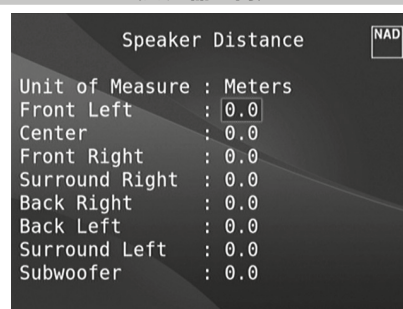 Speaker Distance
NAD
Unit of Measure : Meters
Front Left : 0.0
Center : 0.0
Front Right : 0.0
Surround Right : 0.0
Back Right : 0.0
Back Left : 0.0
Surround Left : 0.0
Subwoofer : 0.0